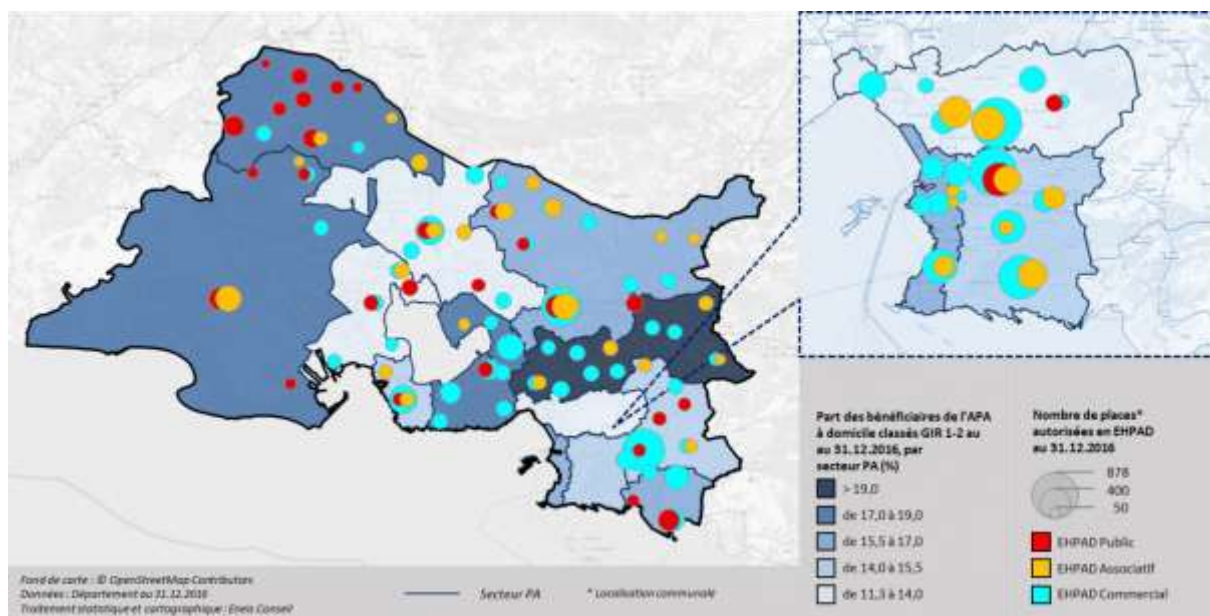 Part des bénéficiaires de l'APA
à domicile classés GIR 1-2 au
au 31.12.2016, par
secteur PA (%)
> 19,0
de 17,0 à 19,0
de 15,5 à 17,0
de 14,0 à 15,5
de 11,3 à 14,0
Nombre de places*
autorisées en EHPAD
au 31.12.2016
878
400
50
EHPAD Public
EHPAD Associatif
EHPAD Commercial
Fond de carte : © OpenStreetMap Contributors
Données : Département au 31.12.2016
Traitement statistique et cartographique : Eneis Conseil
Secteur PA
* Localisation communale